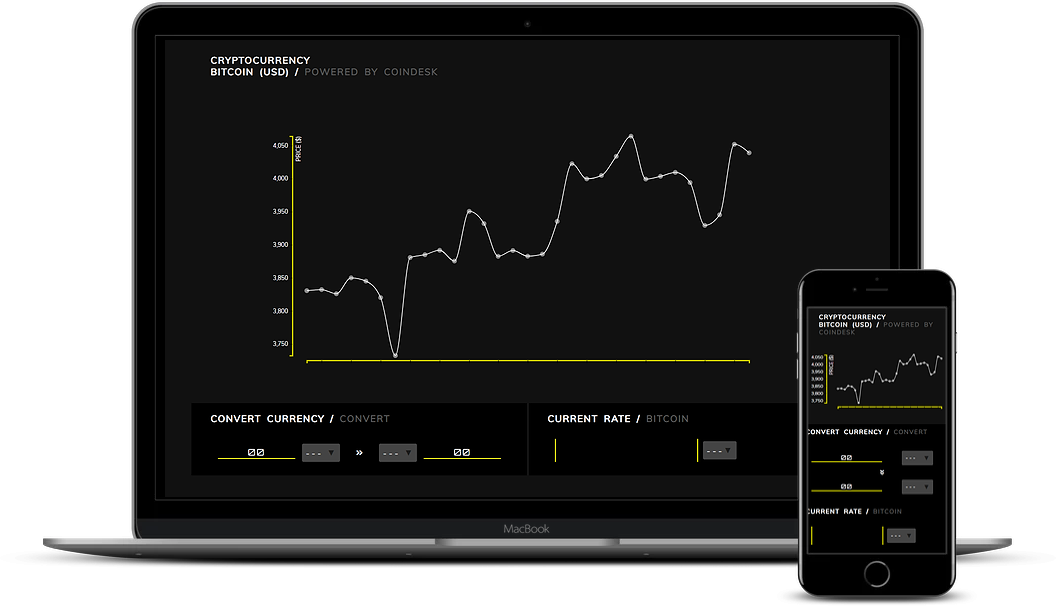 CRYPTOCURRENCY
BITCOIN (USD) / POWERED BY COINDESK
PRICE ($)
4,050
4,000
3,950
3,900
3,850
3,800
3,750
CONVERT CURRENCY / CONVERT
00 --- ▼ » --- ▼ 00
CURRENT RATE / BITCOIN
--- ▼
MacBook
CRYPTOCURRENCY
BITCOIN (USD) / POWERED BY
COINDESK
PRICE ($)
4,050
4,000
3,950
3,900
3,850
3,800
3,750
CONVERT CURRENCY / CONVERT
00 --- ▼
»
00 --- ▼
CURRENT RATE / BITCOIN
--- ▼